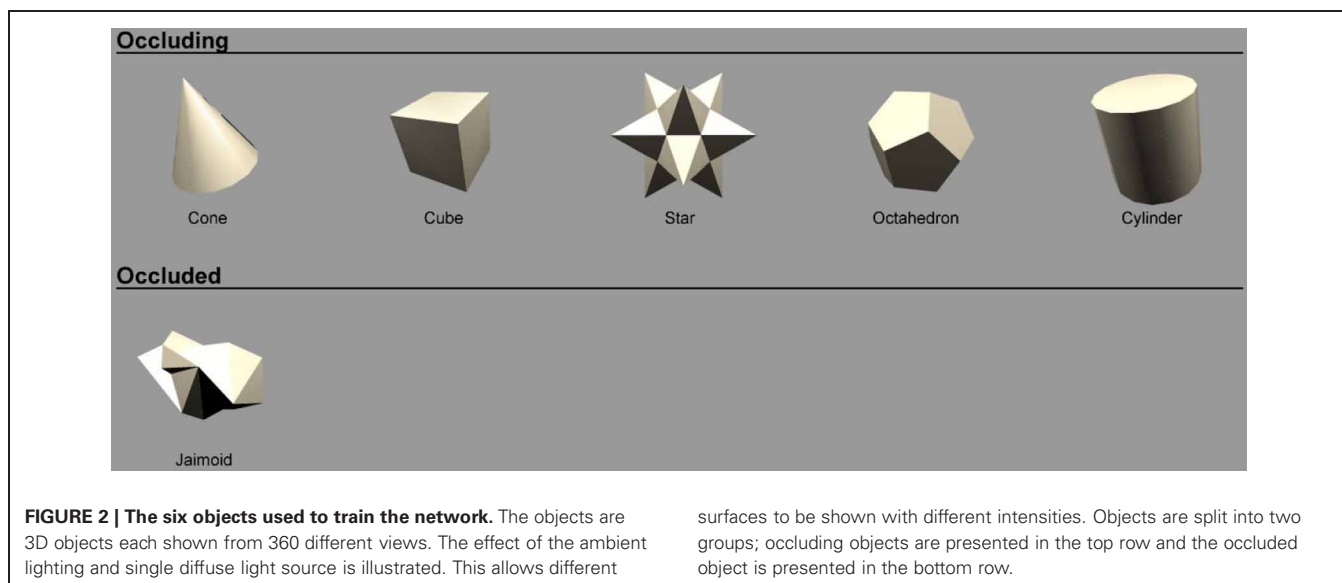 Occluding
Cone
Cube
Star
Octahedron
Cylinder
Occluded
Jaimoid
FIGURE 2 | The six objects used to train the network. The objects are
3D objects each shown from 360 different views. The effect of the ambient
lighting and single diffuse light source is illustrated. This allows different
surfaces to be shown with different intensities. Objects are split into two
groups; occluding objects are presented in the top row and the occluded
object is presented in the bottom row.